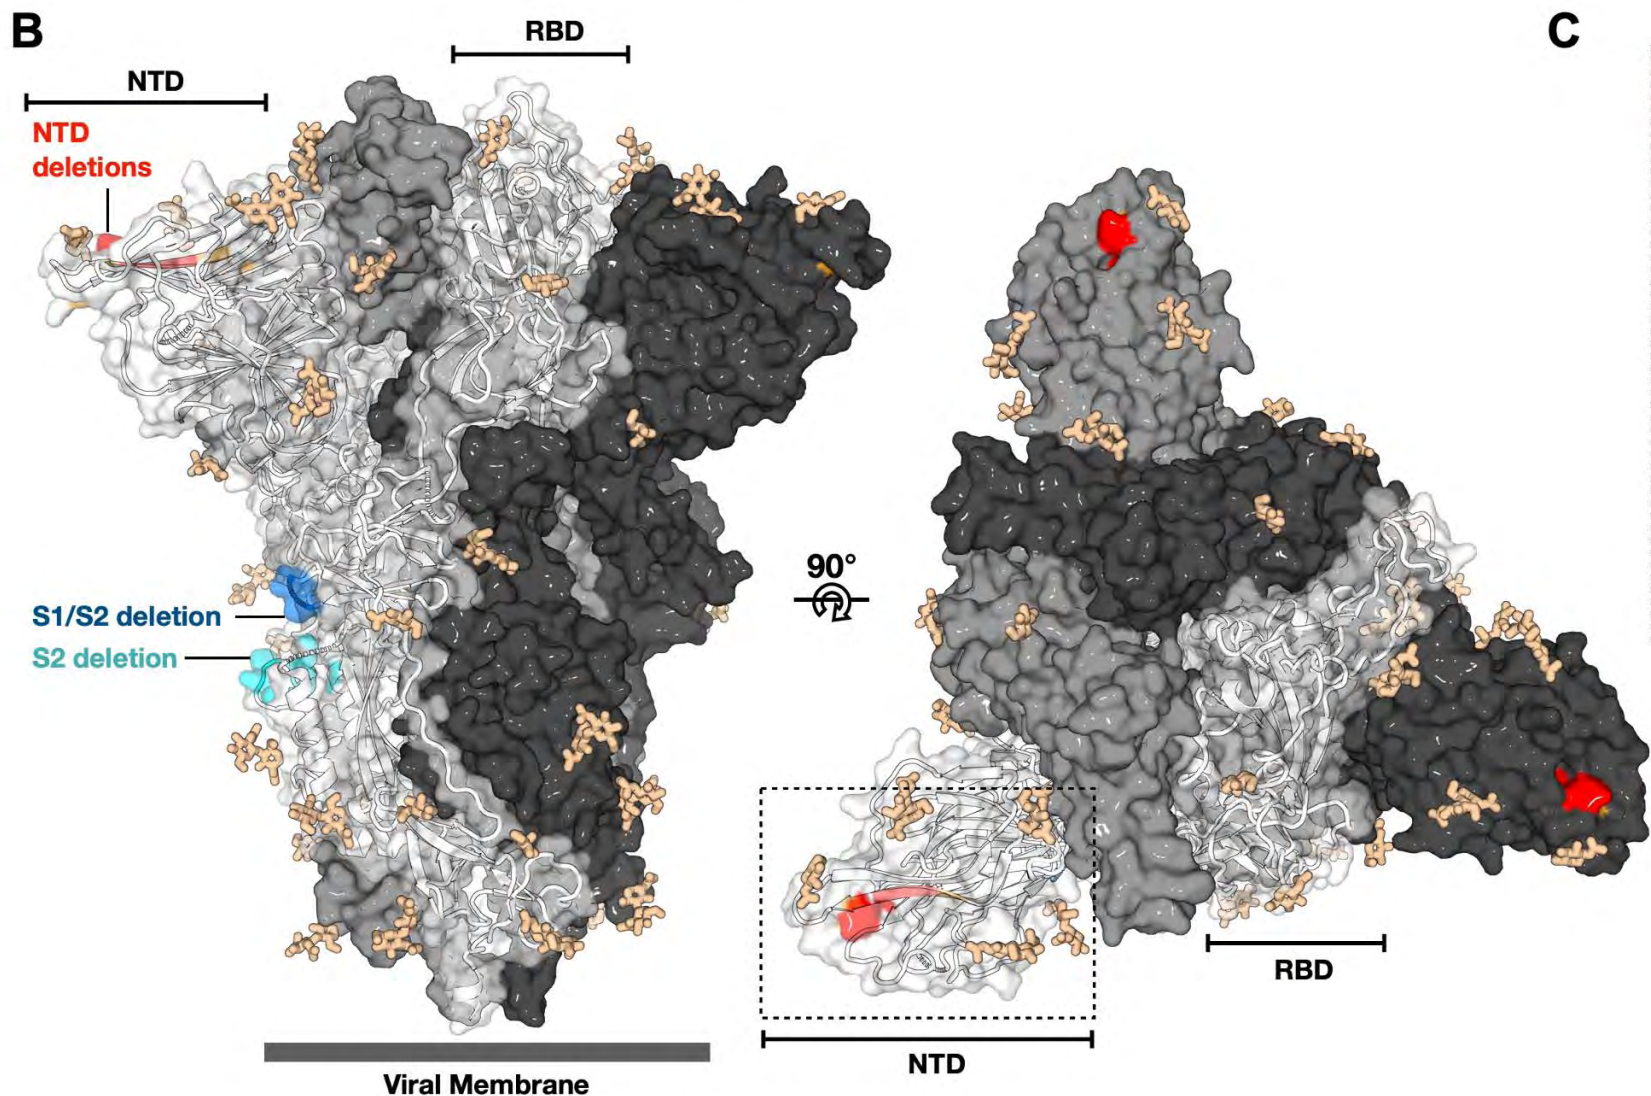 B
C
RBD
NTD
NTD
deletions
S1/S2 deletion
S2 deletion
90°
RBD
NTD
Viral Membrane